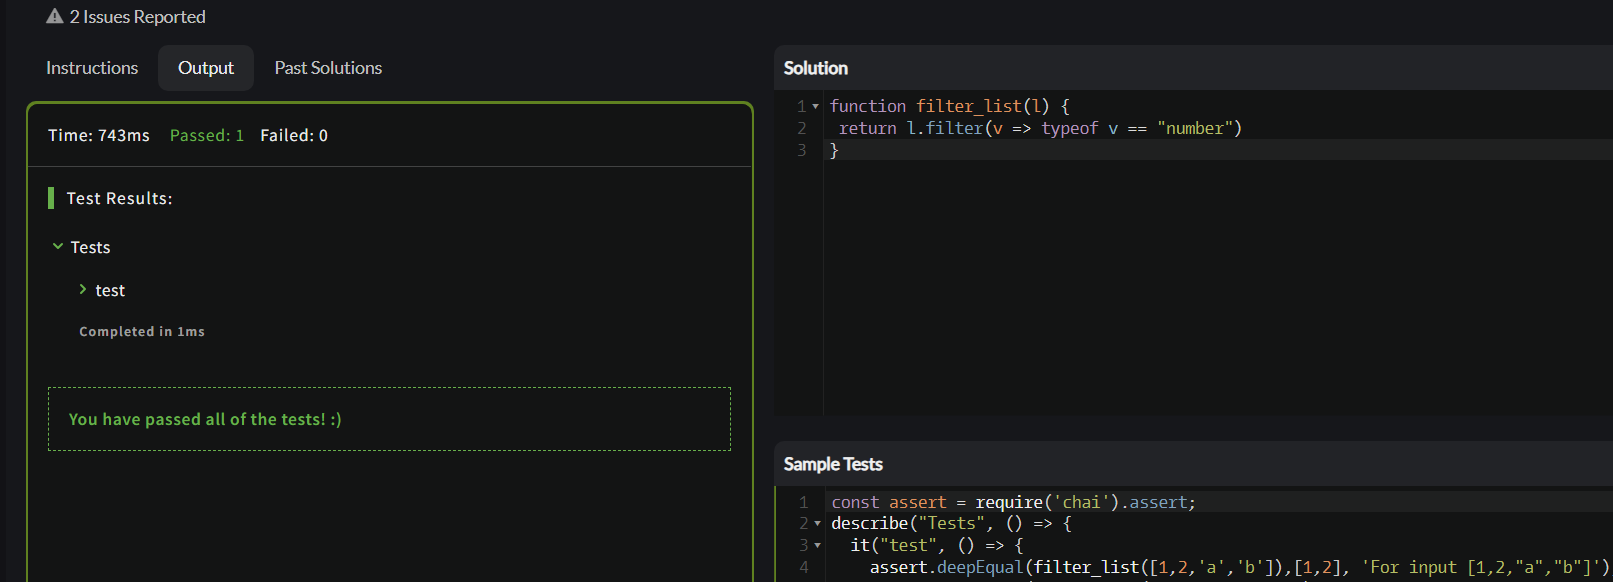 2 Issues Reported
Instructions
Output
Past Solutions
Time: 743ms Passed: 1 Failed: 0
Test Results:
Tests
test
Completed in 1ms
You have passed all of the tests! :)
Solution
1 function filter_list(l) {
2 return l.filter(v => typeof v == "number")
3 }
Sample Tests
1 const assert = require('chai').assert;
2 describe("Tests", () => {
3 it("test", () => {
4 assert.deepEqual(filter_list([1,2,'a','b']),[1,2], 'For input [1,2,"a","b"]')